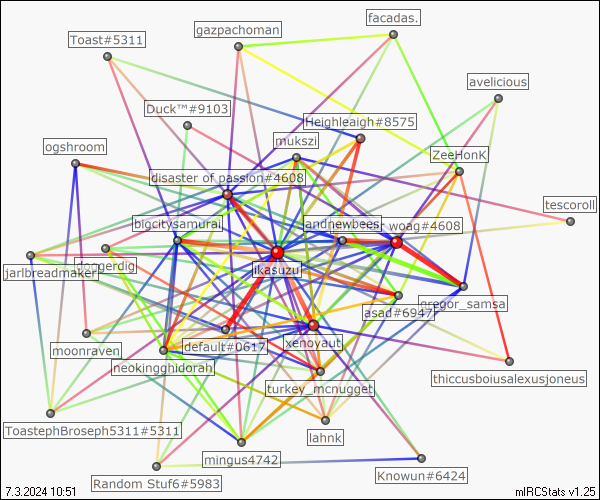 facadas.
gazpachoman
Toast#5311
avelicious
Duck™#9103
Heighleaigh#8575
mukszi
ogshroom
ZeeHonK
disaster of passion#4608
tescoroll
bigcitysamurai
andnewbees
woag#4608
doggerdig
jikasuzu
jarlbreadmaker
gregor_samsa
asad#6947
default#0617
xenoyaut
moonraven
neokingghidorah
thiccusboiusalexusjoneus
turkey_mcnugget
ToastephBroseph5311#5311
lahnk
mingus4742
Random Stuf6#5983
Knowun#6424
7.3.2024 10:51
mIRCStats v1.25